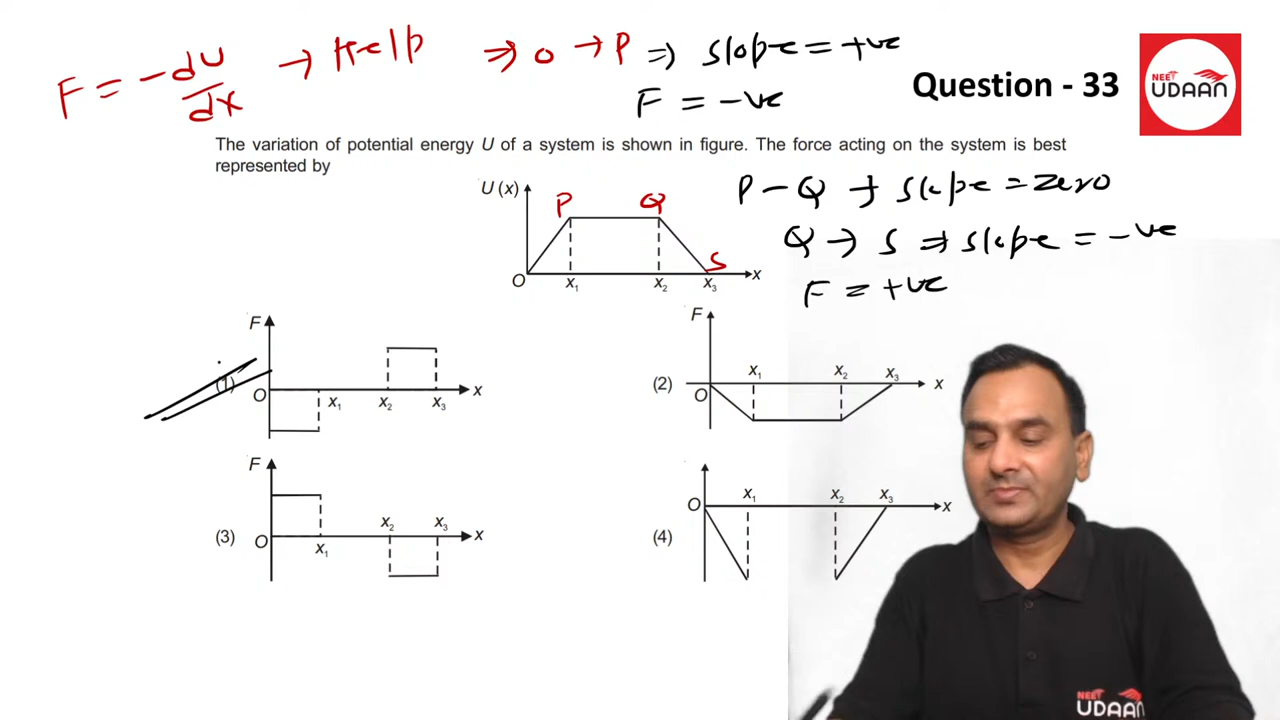 F = -dU/dx → Help ⇒ O → P ⇒ slope = +ve
F = -ve
Question - 33
NEET
UDAAN
The variation of potential energy U of a system is shown in figure. The force acting on the system is best
represented by
U (x)
P
Q
S
O
x₁
x₂
x₃
x
P - Q → slope = zero
Q → S ⇒ slope = -ve
F = +ve
(1)
F
O
x₁
x₂
x₃
x
(2)
F
O
x₁
x₂
x₃
x
(3)
F
O
x₁
x₂
x₃
x
(4)
O
x₁
x₂
x₃
x
NEET
UDAAN